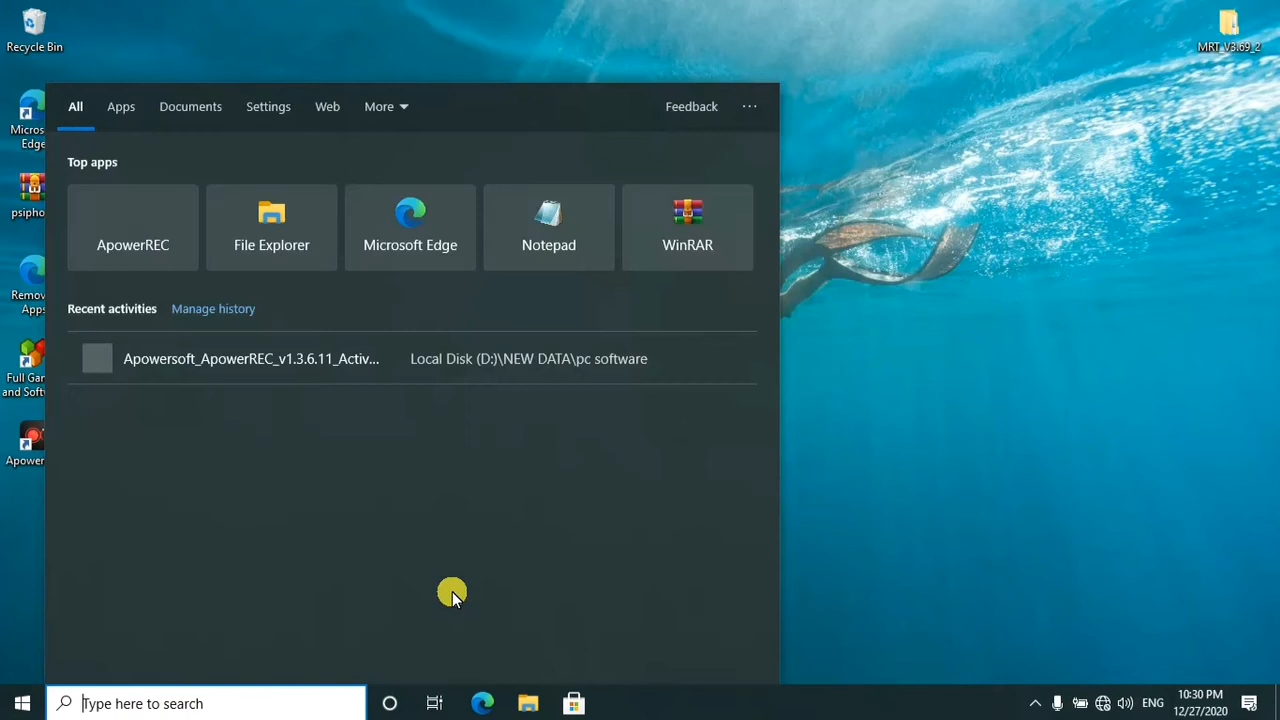 Recycle Bin
MRT_V3.69_2
Micros
Edge
psipho
Remov
Apps
Full Gan
and Softw
Apower
All Apps Documents Settings Web More Feedback ...
Top apps
ApowerREC File Explorer Microsoft Edge Notepad WinRAR
Recent activities Manage history
Apowersoft_ApowerREC_v1.3.6.11_Activ... Local Disk (D:)\NEW DATA\pc software
Type here to search
ENG
10:30 PM
12/27/2020